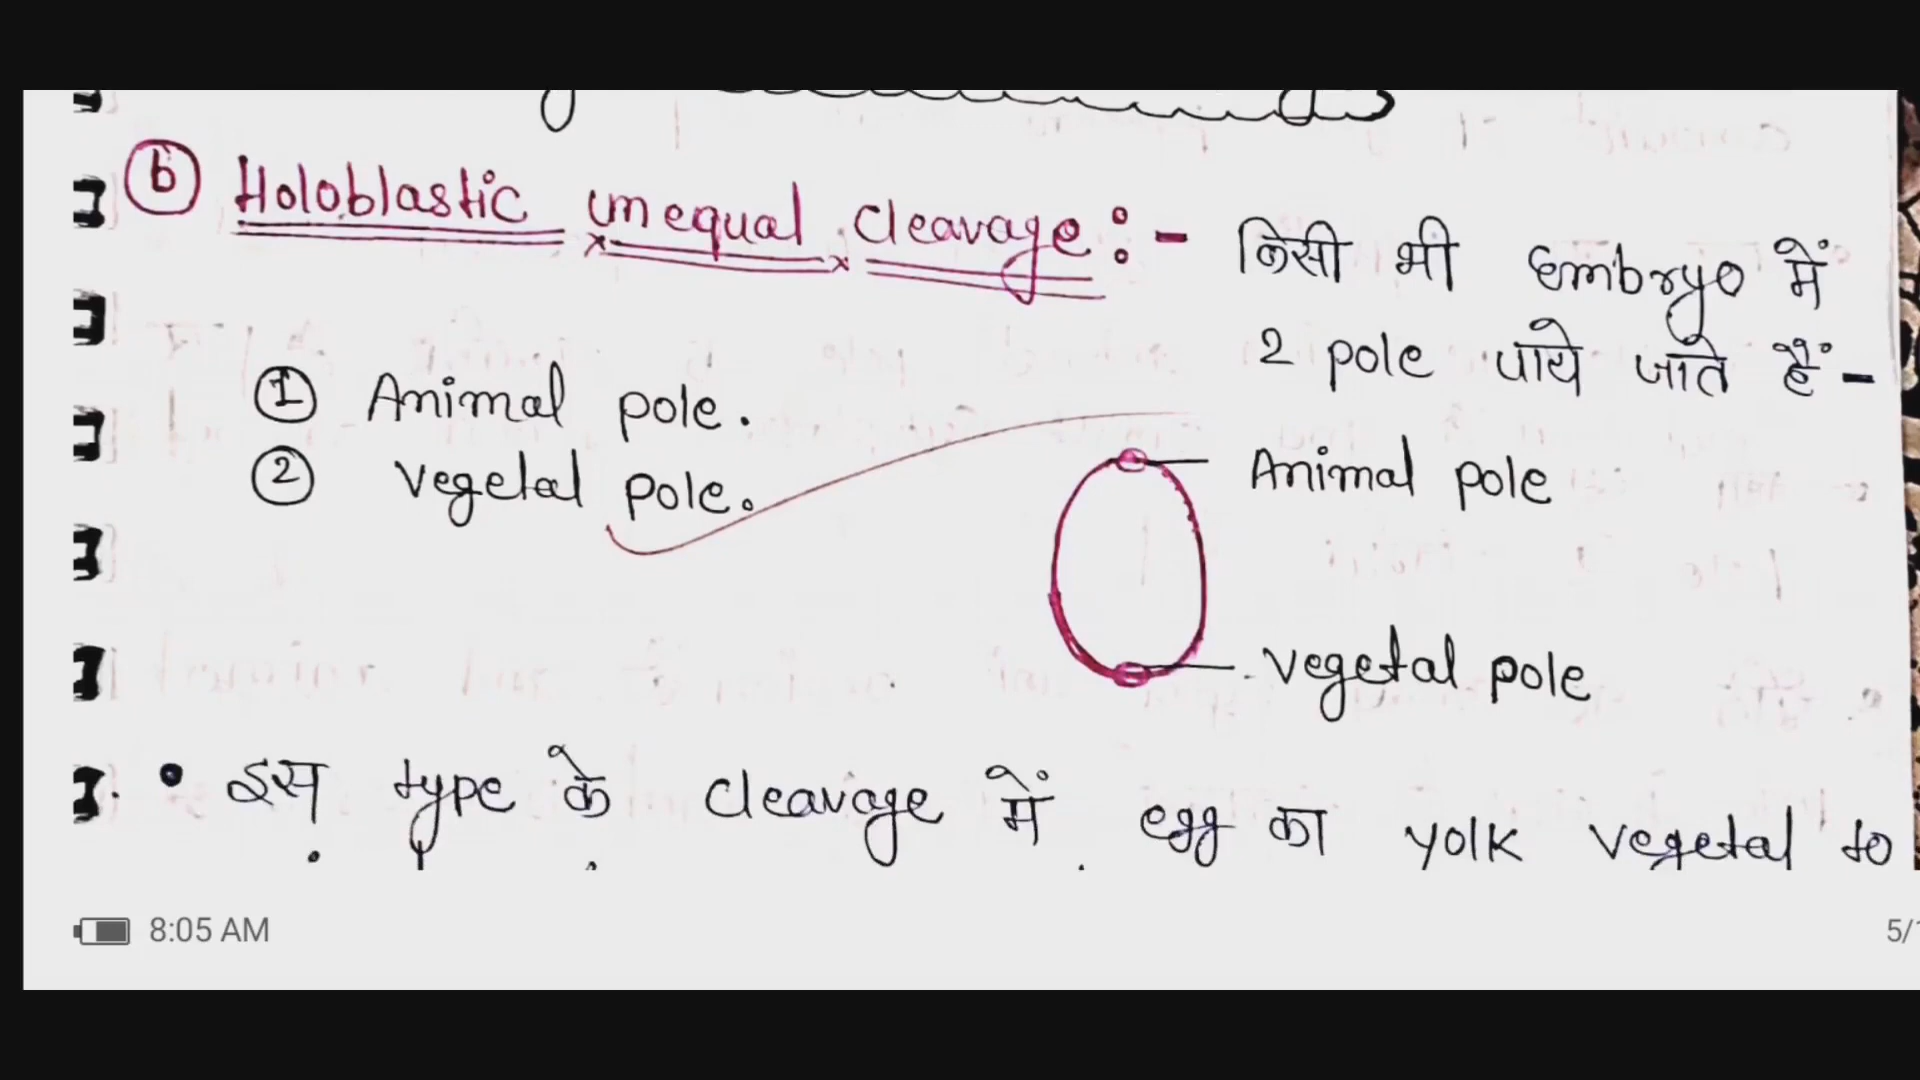 b Holoblastic unequal cleavage :- किसी भी Embryo में
2 pole पाये जाते हैं -
1 Animal pole.
2 Vegetal pole.
Animal pole
Vegetal pole
• इस type के cleavage में egg का yolk vegetal to
8:05 AM